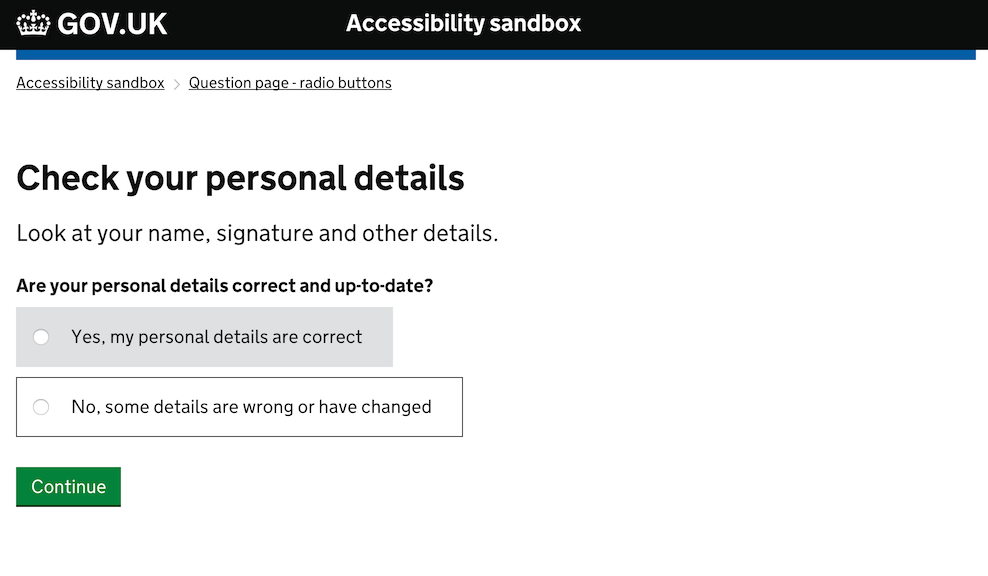 GOV.UK Accessibility sandbox
Accessibility sandbox > Question page - radio buttons
Check your personal details
Look at your name, signature and other details.
Are your personal details correct and up-to-date?
Yes, my personal details are correct
No, some details are wrong or have changed
Continue